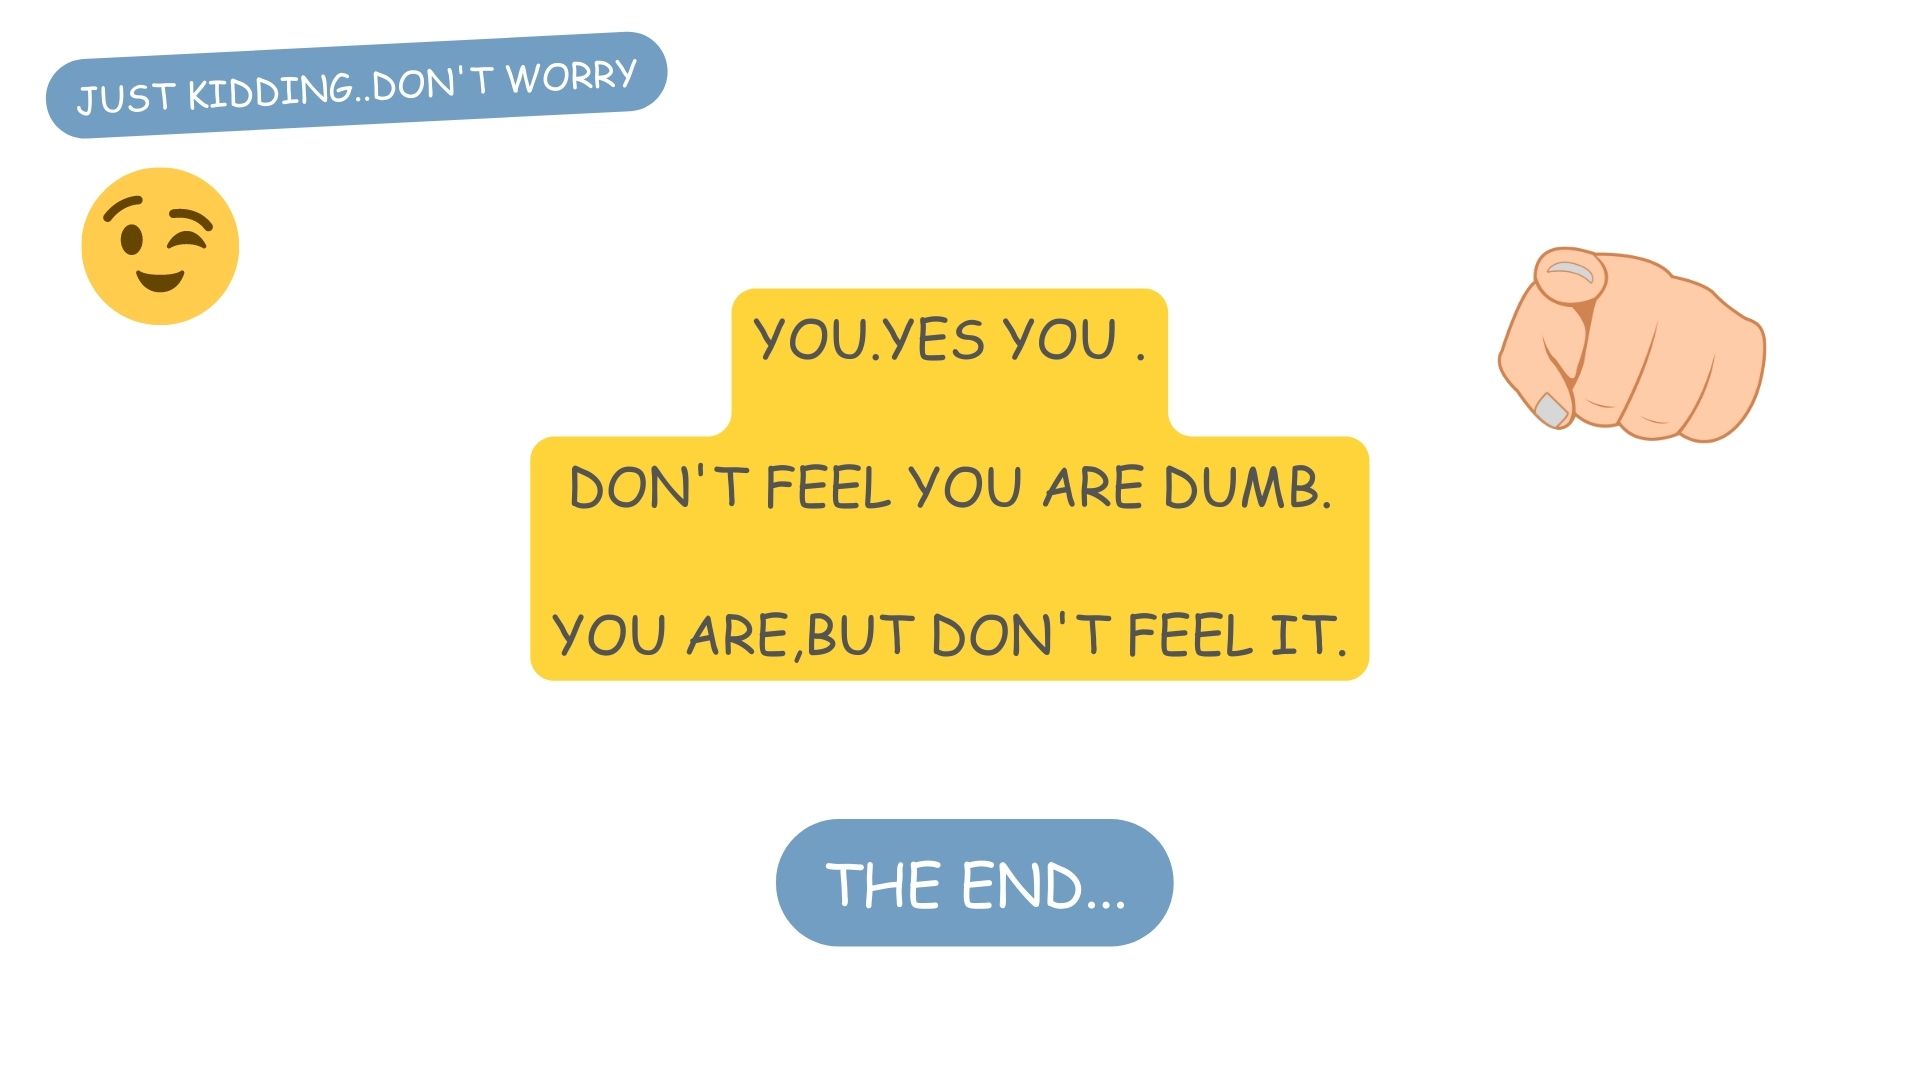 JUST KIDDING..DON'T WORRY
YOU.YES YOU .
DON'T FEEL YOU ARE DUMB.
YOU ARE,BUT DON'T FEEL IT.
THE END...